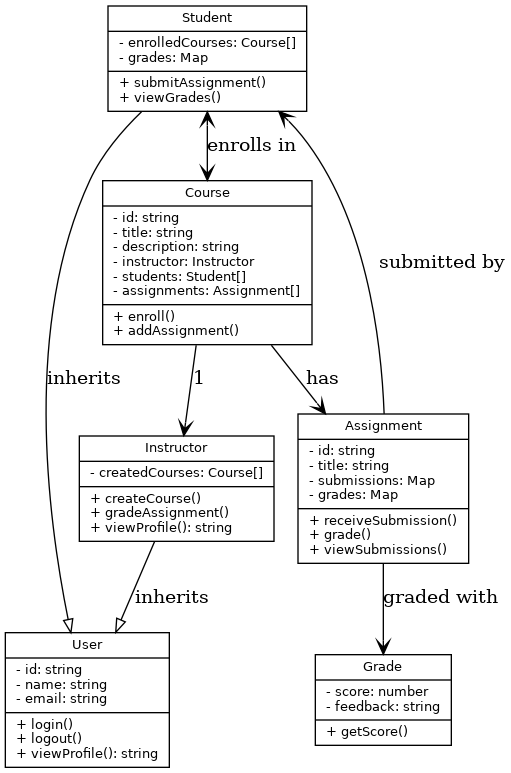 Student
- enrolledCourses: Course[]
- grades: Map
+ submitAssignment()
+ viewGrades()
enrolls in
Course
- id: string
- title: string
- description: string
- instructor: Instructor
- students: Student[]
- assignments: Assignment[]
+ enroll()
+ addAssignment()
submitted by
inherits
1
has
Instructor
- createdCourses: Course[]
+ createCourse()
+ gradeAssignment()
+ viewProfile(): string
Assignment
- id: string
- title: string
- submissions: Map
- grades: Map
+ receiveSubmission()
+ grade()
+ viewSubmissions()
inherits
graded with
User
- id: string
- name: string
- email: string
+ login()
+ logout()
+ viewProfile(): string
Grade
- score: number
- feedback: string
+ getScore()